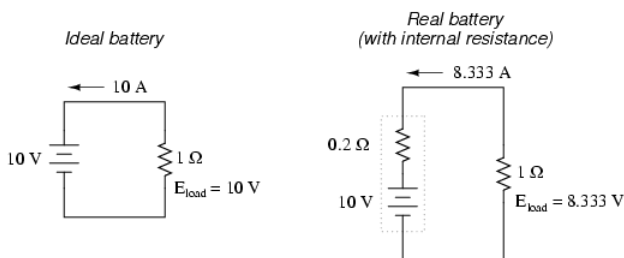 Ideal battery
10 A
10 V
1 Ω
Eload = 10 V
Real battery
(with internal resistance)
8.333 A
0.2 Ω
10 V
1 Ω
Eload = 8.333 V